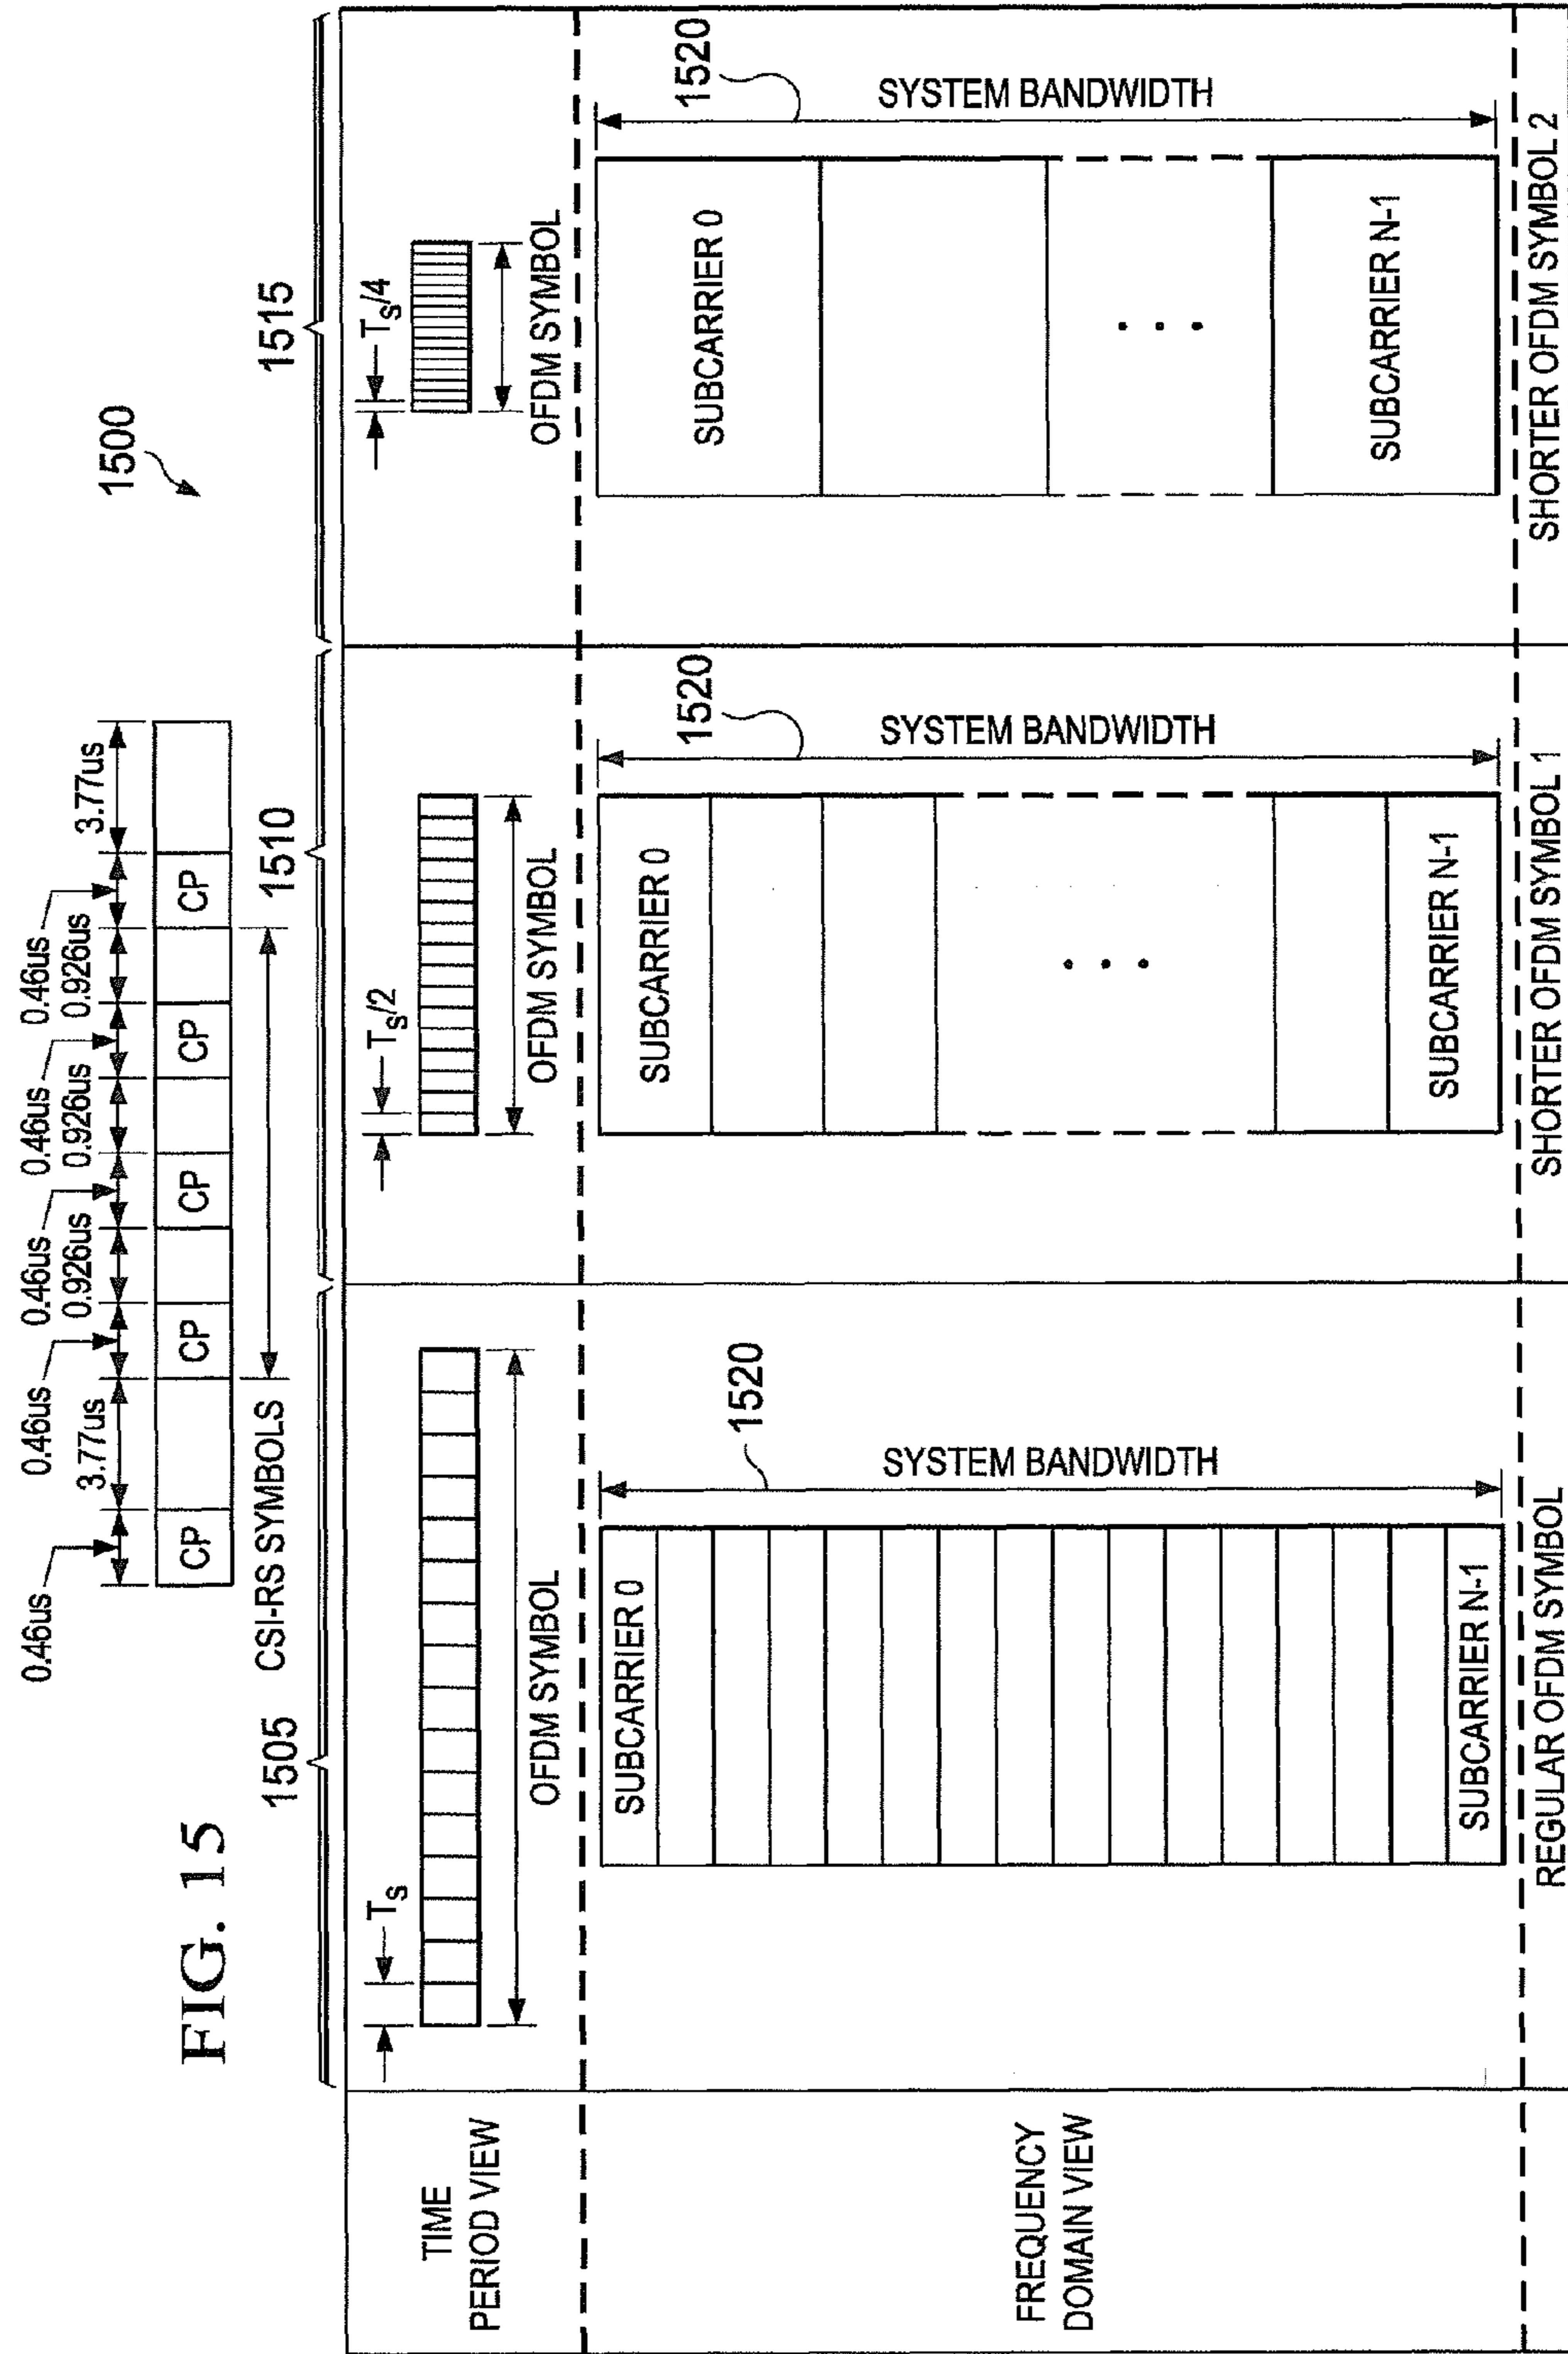 FIG. 15
1500
0.46us
3.77us
0.46us
0.926us
0.46us
0.926us
0.46us
0.926us
0.46us
3.77us
CP
CP
CP
CP
CP
CSI-RS SYMBOLS
1505
1510
1515
TIME
PERIOD VIEW
Ts
OFDM SYMBOL
Ts/2
OFDM SYMBOL
Ts/4
OFDM SYMBOL
FREQUENCY
DOMAIN VIEW
SUBCARRIER 0
SUBCARRIER N-1
SYSTEM BANDWIDTH
1520
SUBCARRIER 0
• • •
SUBCARRIER N-1
SYSTEM BANDWIDTH
1520
SUBCARRIER 0
• • •
SUBCARRIER N-1
SYSTEM BANDWIDTH
1520
REGULAR OFDM SYMBOL
SHORTER OFDM SYMBOL 1
SHORTER OFDM SYMBOL 2